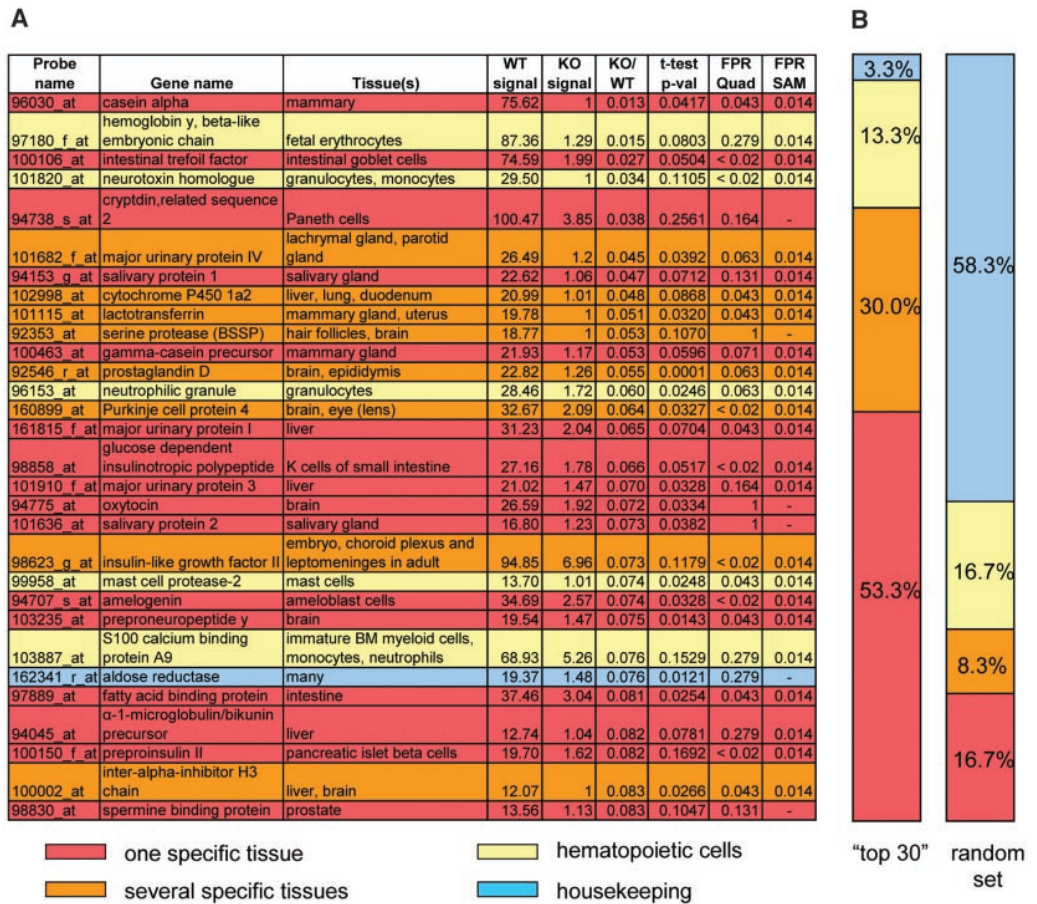 A
B
Probe name Gene name Tissue(s) WT signal KO signal KO/ WT t-test p-val FPR Quad FPR SAM
96030_at casein alpha mammary 75.62 1 0.013 0.0417 0.043 0.014
97180_f_at hemoglobin y, beta-like embryonic chain fetal erythrocytes 87.36 1.29 0.015 0.0803 0.279 0.014
100106_at intestinal trefoil factor intestinal goblet cells 74.59 1.99 0.027 0.0504 < 0.02 0.014
101820_at neurotoxin homologue granulocytes, monocytes 29.50 1 0.034 0.1105 < 0.02 0.014
94738_s_at cryptdin,related sequence 2 Paneth cells 100.47 3.85 0.038 0.2561 0.164 -
101682_f_at major urinary protein IV lachrymal gland, parotid gland 26.49 1.2 0.045 0.0392 0.063 0.014
94153_g_at salivary protein 1 salivary gland 22.62 1.06 0.047 0.0712 0.131 0.014
102998_at cytochrome P450 1a2 liver, lung, duodenum 20.99 1.01 0.048 0.0868 0.043 0.014
101115_at lactotransferrin mammary gland, uterus 19.78 1 0.051 0.0320 0.043 0.014
92353_at serine protease (BSSP) hair follicles, brain 18.77 1 0.053 0.1070 1 -
100463_at gamma-casein precursor mammary gland 21.93 1.17 0.053 0.0596 0.071 0.014
92546_r_at prostaglandin D brain, epididymis 22.82 1.26 0.055 0.0001 0.063 0.014
96153_at neutrophilic granule granulocytes 28.46 1.72 0.060 0.0246 0.063 0.014
160899_at Purkinje cell protein 4 brain, eye (lens) 32.67 2.09 0.064 0.0327 < 0.02 0.014
161815_f_at major urinary protein I liver 31.23 2.04 0.065 0.0704 0.043 0.014
98858_at glucose dependent insulinotropic polypeptide K cells of small intestine 27.16 1.78 0.066 0.0517 < 0.02 0.014
101910_f_at major urinary protein 3 liver 21.02 1.47 0.070 0.0328 0.164 0.014
94775_at oxytocin brain 26.59 1.92 0.072 0.0334 1 -
101636_at salivary protein 2 salivary gland 16.80 1.23 0.073 0.0382 1 -
98623_g_at insulin-like growth factor II embryo, choroid plexus and leptomeninges in adult 94.85 6.96 0.073 0.1179 < 0.02 0.014
99958_at mast cell protease-2 mast cells 13.70 1.01 0.074 0.0248 0.043 0.014
94707_s_at amelogenin ameloblast cells 34.69 2.57 0.074 0.0328 < 0.02 0.014
103235_at preproneuropeptide y brain 19.54 1.47 0.075 0.0143 0.043 0.014
103887_at S100 calcium binding protein A9 immature BM myeloid cells, monocytes, neutrophils 68.93 5.26 0.076 0.1529 0.279 0.014
162341_r_at aldose reductase many 19.37 1.48 0.076 0.0121 0.279 -
97889_at fatty acid binding protein intestine 37.46 3.04 0.081 0.0254 0.043 0.014
94045_at α-1-microglobulin/bikunin precursor liver 12.74 1.04 0.082 0.0781 0.279 0.014
100150_f_at preproinsulin II pancreatic islet beta cells 19.70 1.62 0.082 0.1692 < 0.02 0.014
100002_at inter-alpha-inhibitor H3 chain liver, brain 12.07 1 0.083 0.0266 0.043 0.014
98830_at spermine binding protein prostate 13.56 1.13 0.083 0.1047 0.131 -
3.3%
13.3%
30.0%
53.3%
58.3%
16.7%
8.3%
16.7%
"top 30" random set
one specific tissue
several specific tissues
hematopoietic cells
housekeeping